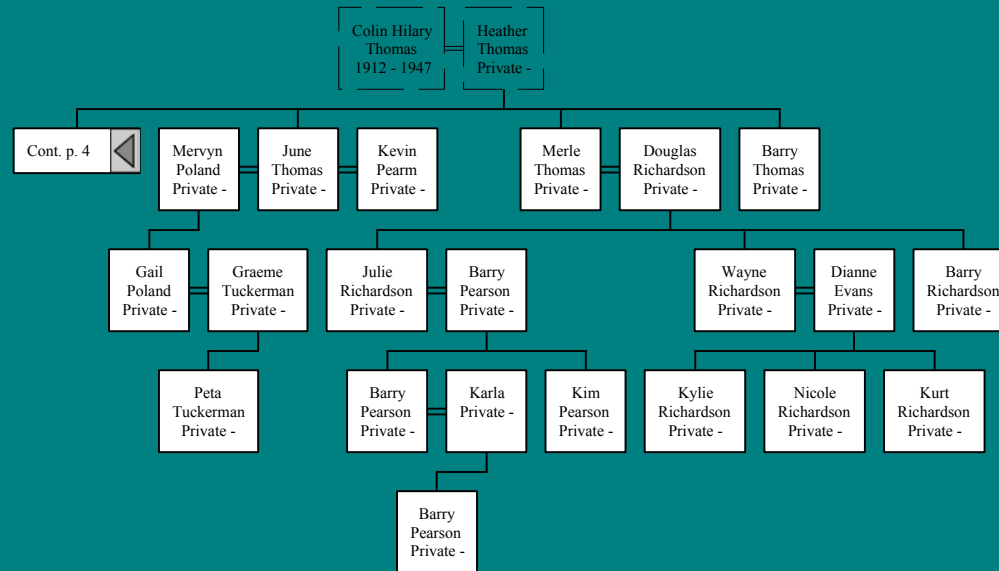 Colin Hilary
Thomas
1912 - 1947
Heather
Thomas
Private -
Cont. p. 4
Mervyn
Poland
Private -
June
Thomas
Private -
Kevin
Pearm
Private -
Merle
Thomas
Private -
Douglas
Richardson
Private -
Barry
Thomas
Private -
Gail
Poland
Private -
Graeme
Tuckerman
Private -
Julie
Richardson
Private -
Barry
Pearson
Private -
Wayne
Richardson
Private -
Dianne
Evans
Private -
Barry
Richardson
Private -
Peta
Tuckerman
Private -
Barry
Pearson
Private -
Karla
Private -
Kim
Pearson
Private -
Kylie
Richardson
Private -
Nicole
Richardson
Private -
Kurt
Richardson
Private -
Barry
Pearson
Private -